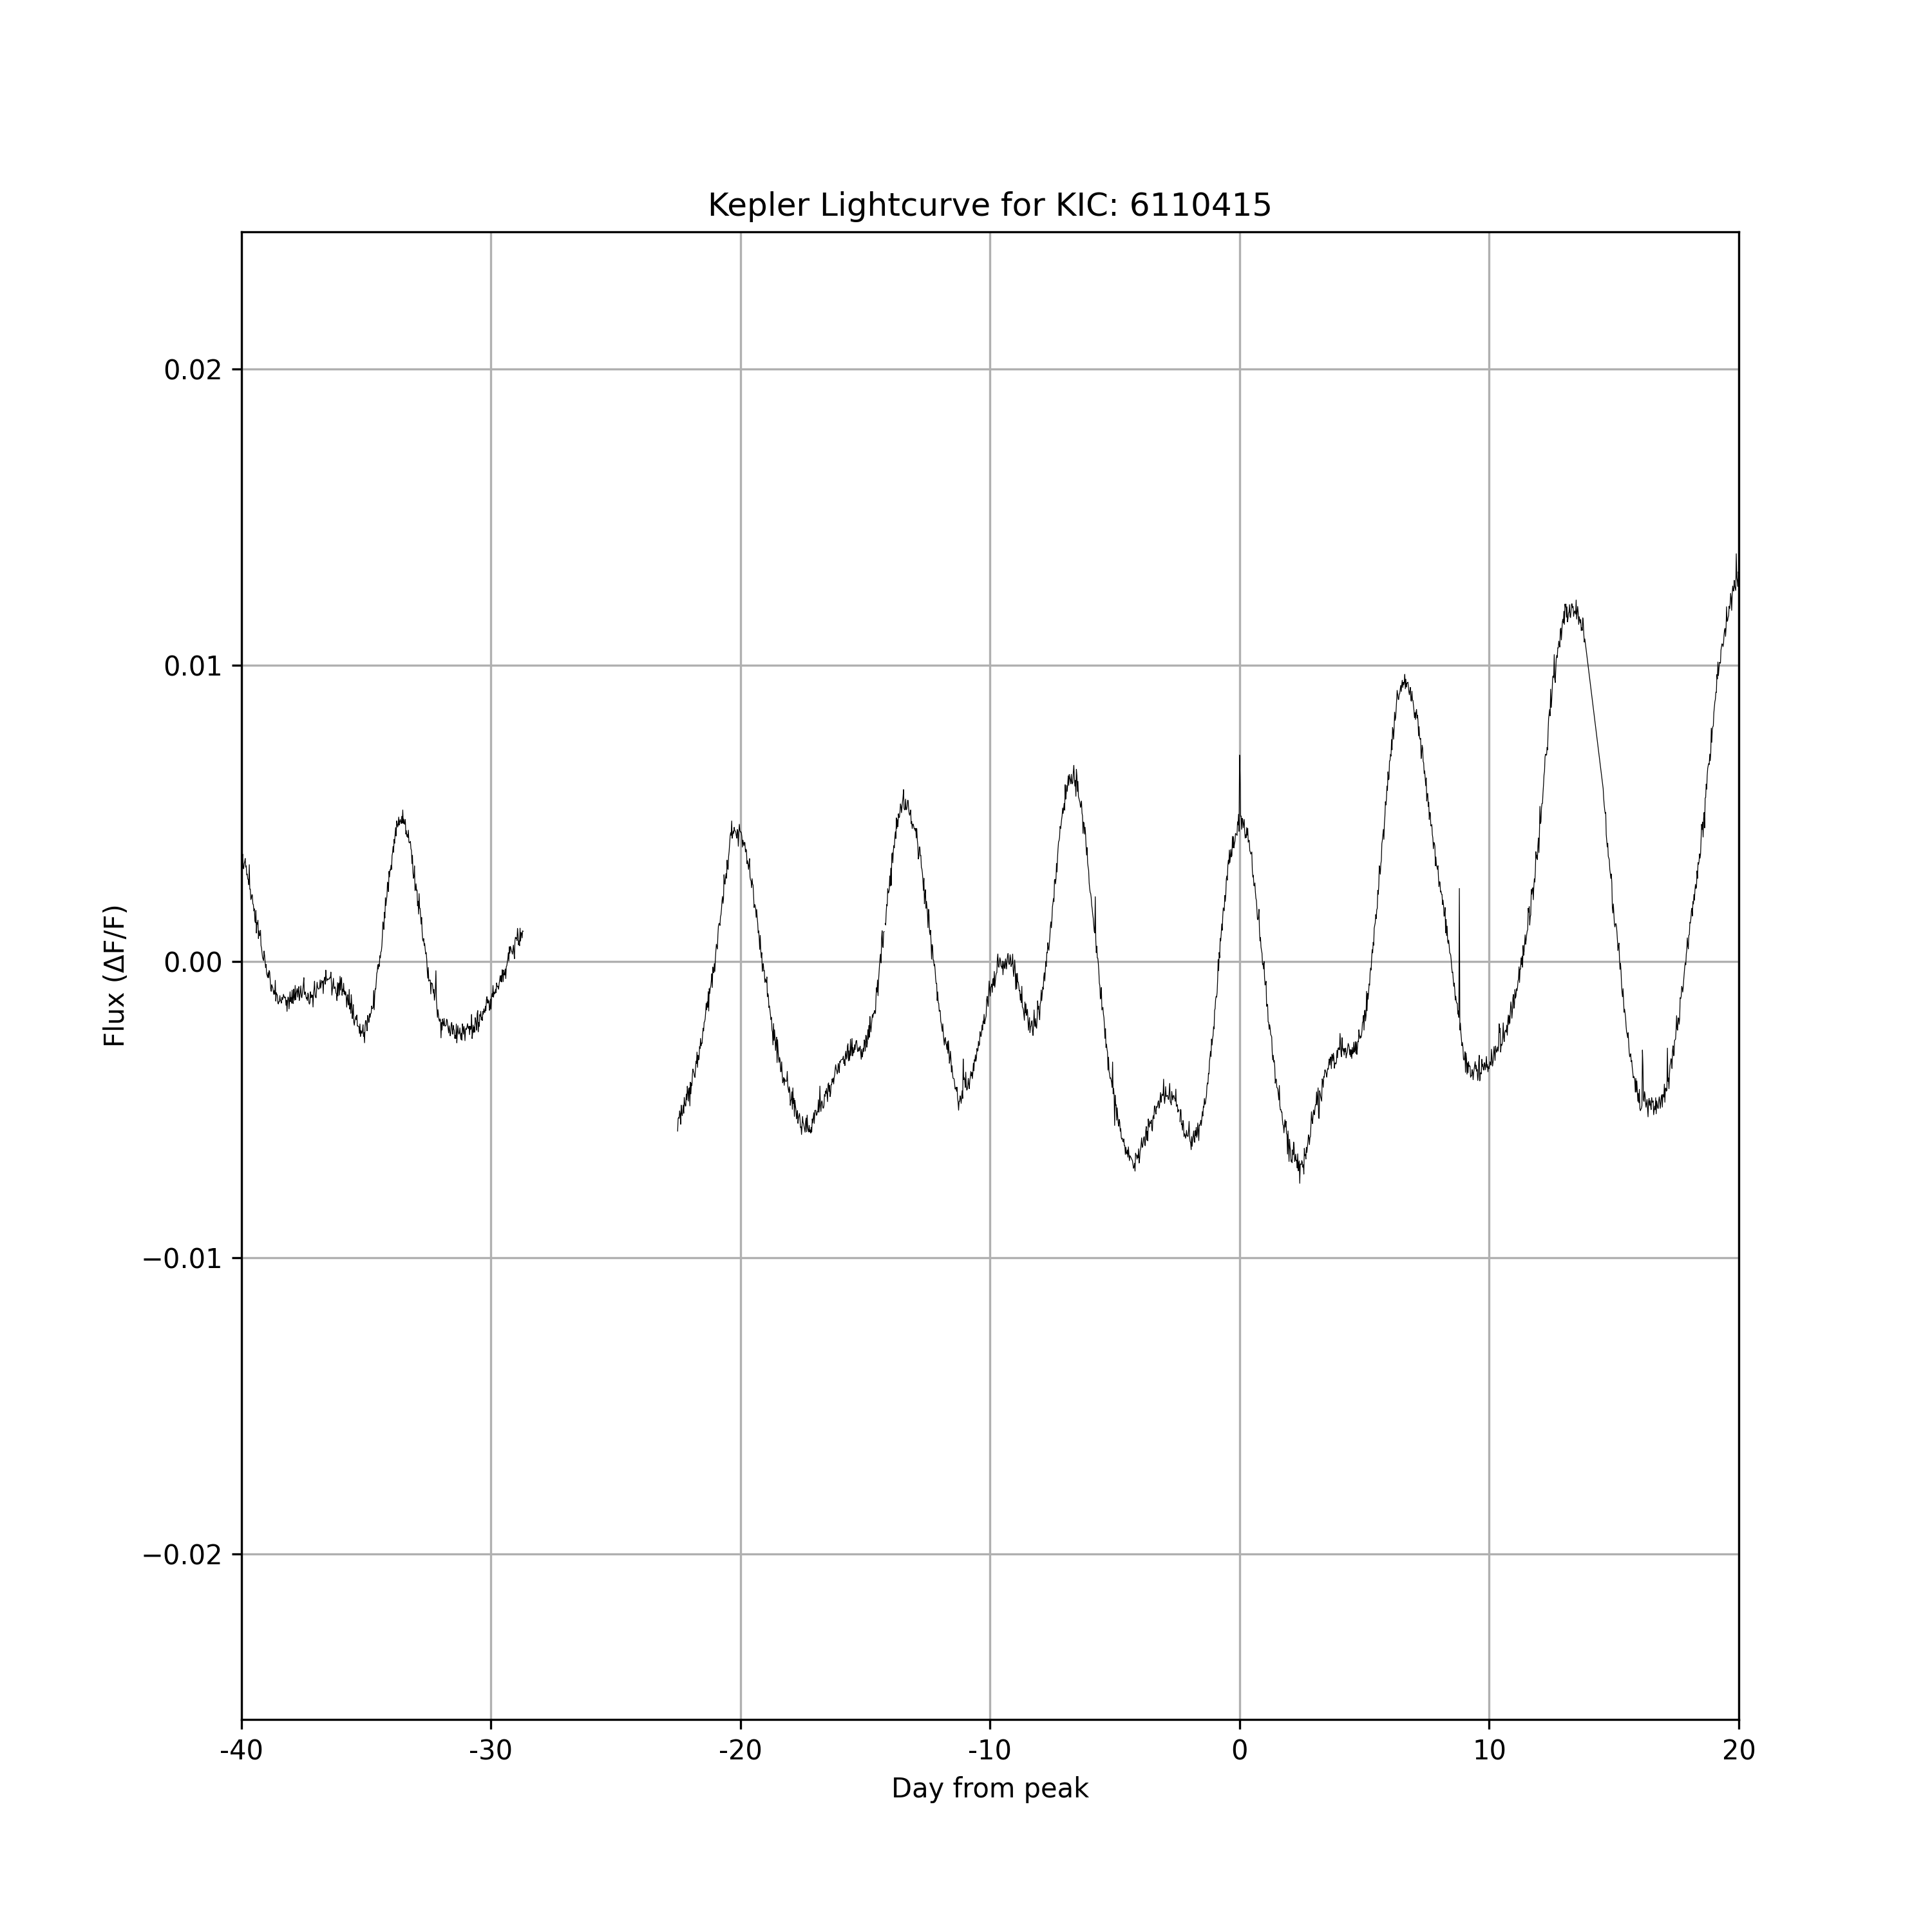 Kepler Lightcurve for KIC: 6110415
Flux (ΔF/F)
0.02
0.01
0.00
−0.01
−0.02
-40 -30 -20 -10 0 10 20
Day from peak